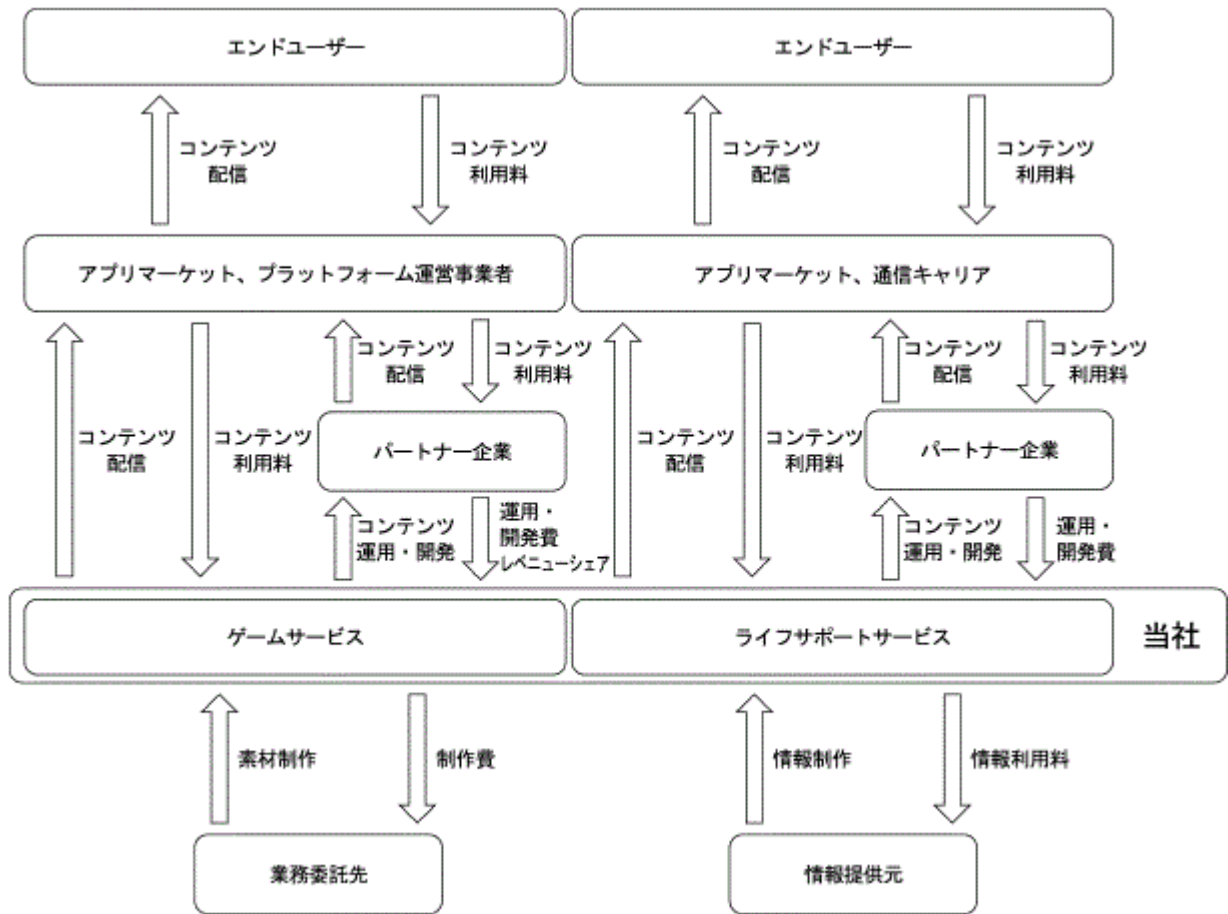 エンドユーザー
エンドユーザー
コンテンツ
配信
コンテンツ
利用料
コンテンツ
配信
コンテンツ
利用料
アプリマーケット、プラットフォーム運営事業者
アプリマーケット、通信キャリア
コンテンツ
配信
コンテンツ
利用料
コンテンツ
配信
コンテンツ
利用料
コンテンツ
配信
コンテンツ
利用料
パートナー企業
コンテンツ
配信
コンテンツ
利用料
パートナー企業
コンテンツ
運用・開発
運用・
開発費
レベニューシェア
コンテンツ
運用・開発
運用・
開発費
ゲームサービス
ライフサポートサービス
当社
素材制作
制作費
情報制作
情報利用料
業務委託先
情報提供元